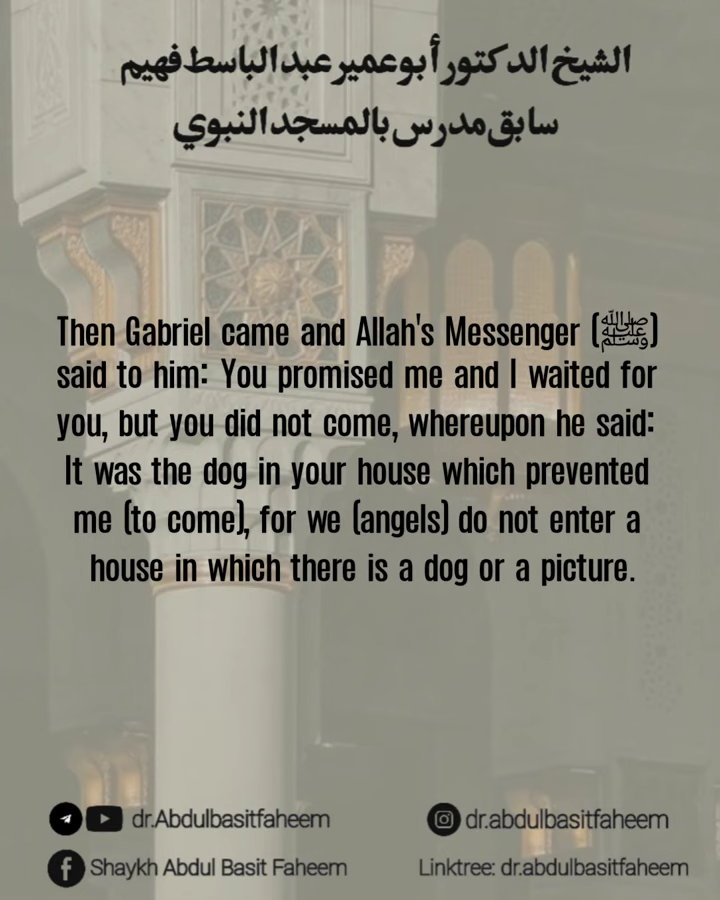 الشيخ الدكتور أبو عمير عبد الباسط فهيم
سابق مدرس بالمسجد النبوي
Then Gabriel came and Allah's Messenger (ﷺ)
said to him: You promised me and I waited for
you, but you did not come, whereupon he said:
It was the dog in your house which prevented
me (to come), for we (angels) do not enter a
house in which there is a dog or a picture.
dr.Abdulbasitfaheem
dr.abdulbasitfaheem
Shaykh Abdul Basit Faheem
Linktree: dr.abdulbasitfaheem